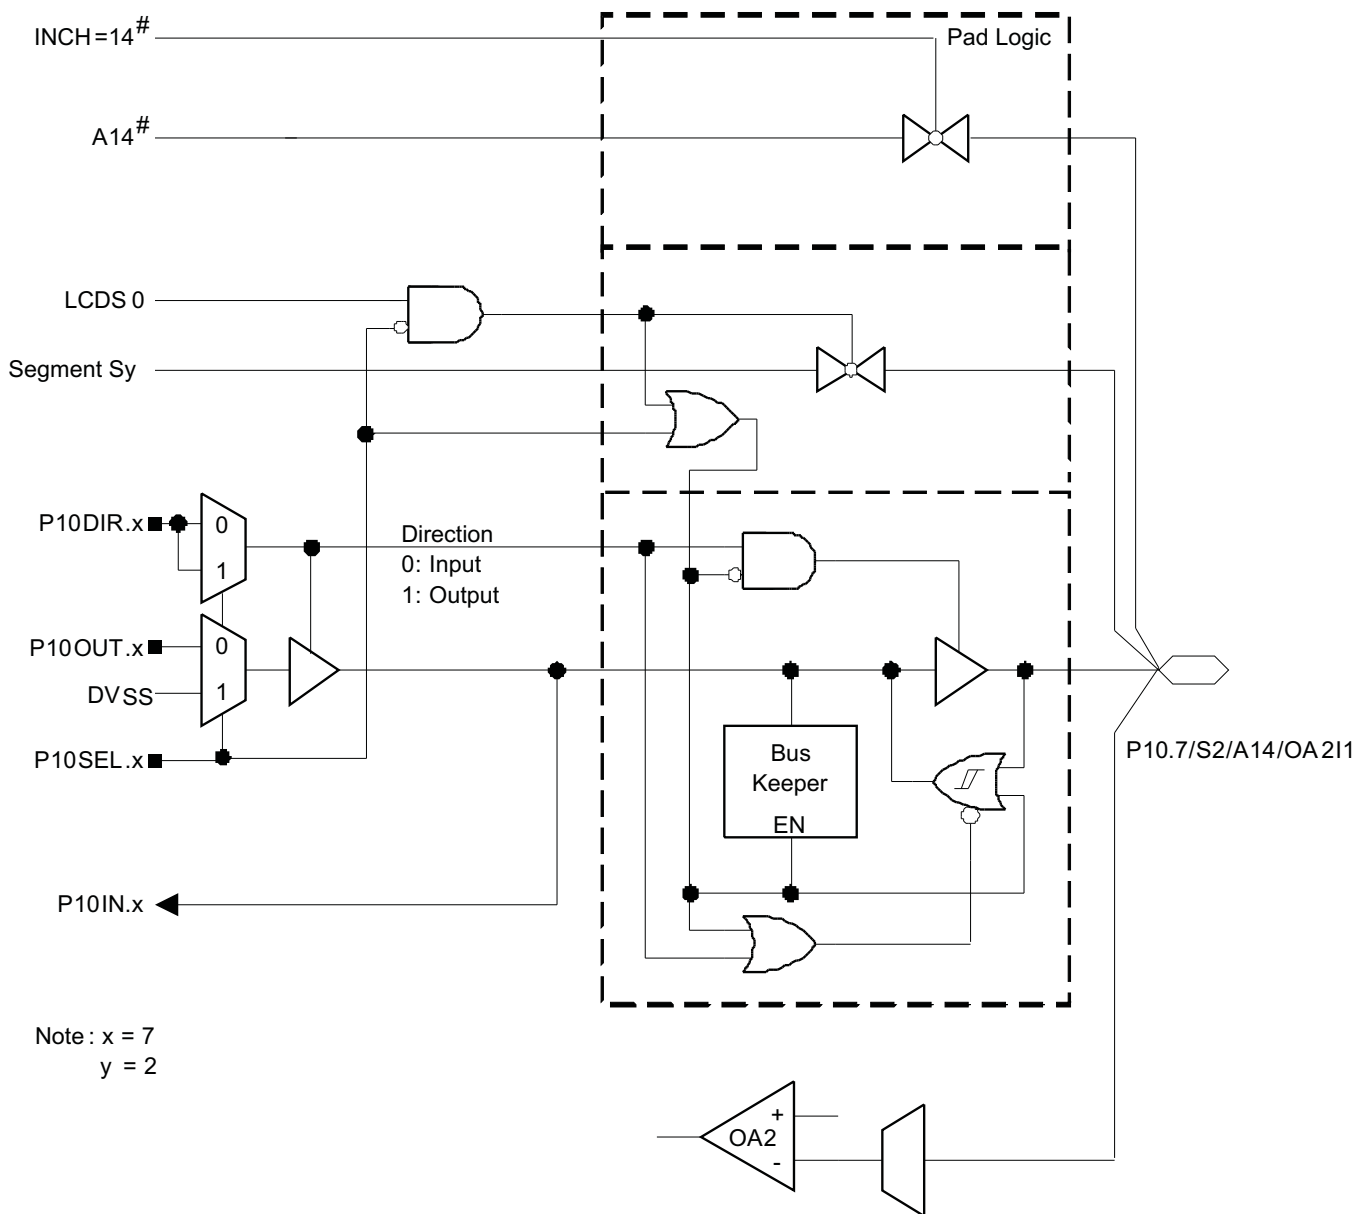 INCH=14#
Pad Logic
A14#
LCDS0
Segment Sy
P10DIR.x
0
1
Direction
0: Input
1: Output
P10OUT.x
0
DVSS
1
P10SEL.x
Bus
Keeper
EN
P10.7/S2/A14/OA2I1
P10IN.x
Note: x = 7
y = 2
+
OA2
-